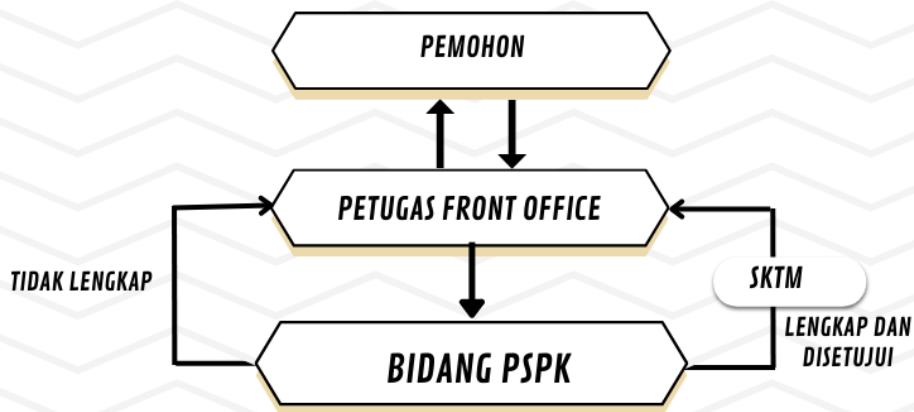 PEMOHON
PETUGAS FRONT OFFICE
TIDAK LENGKAP
SKTM
LENGKAP DAN
DISETUJUI
BIDANG PSPK